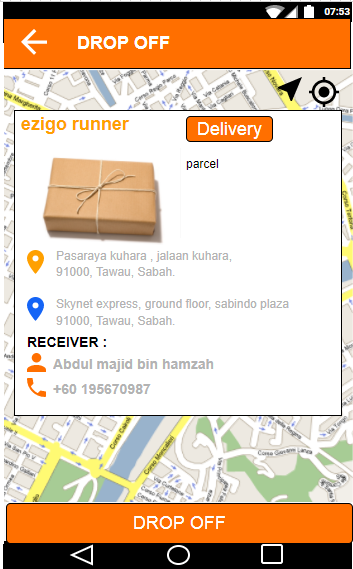 07:53
DROP OFF
ezigo runner
Delivery
parcel
Pasaraya kuhara , jalaan kuhara,
91000, Tawau, Sabah.
Skynet express, ground floor, sabindo plaza
91000, Tawau, Sabah.
RECEIVER :
Abdul majid bin hamzah
+60 195670987
DROP OFF